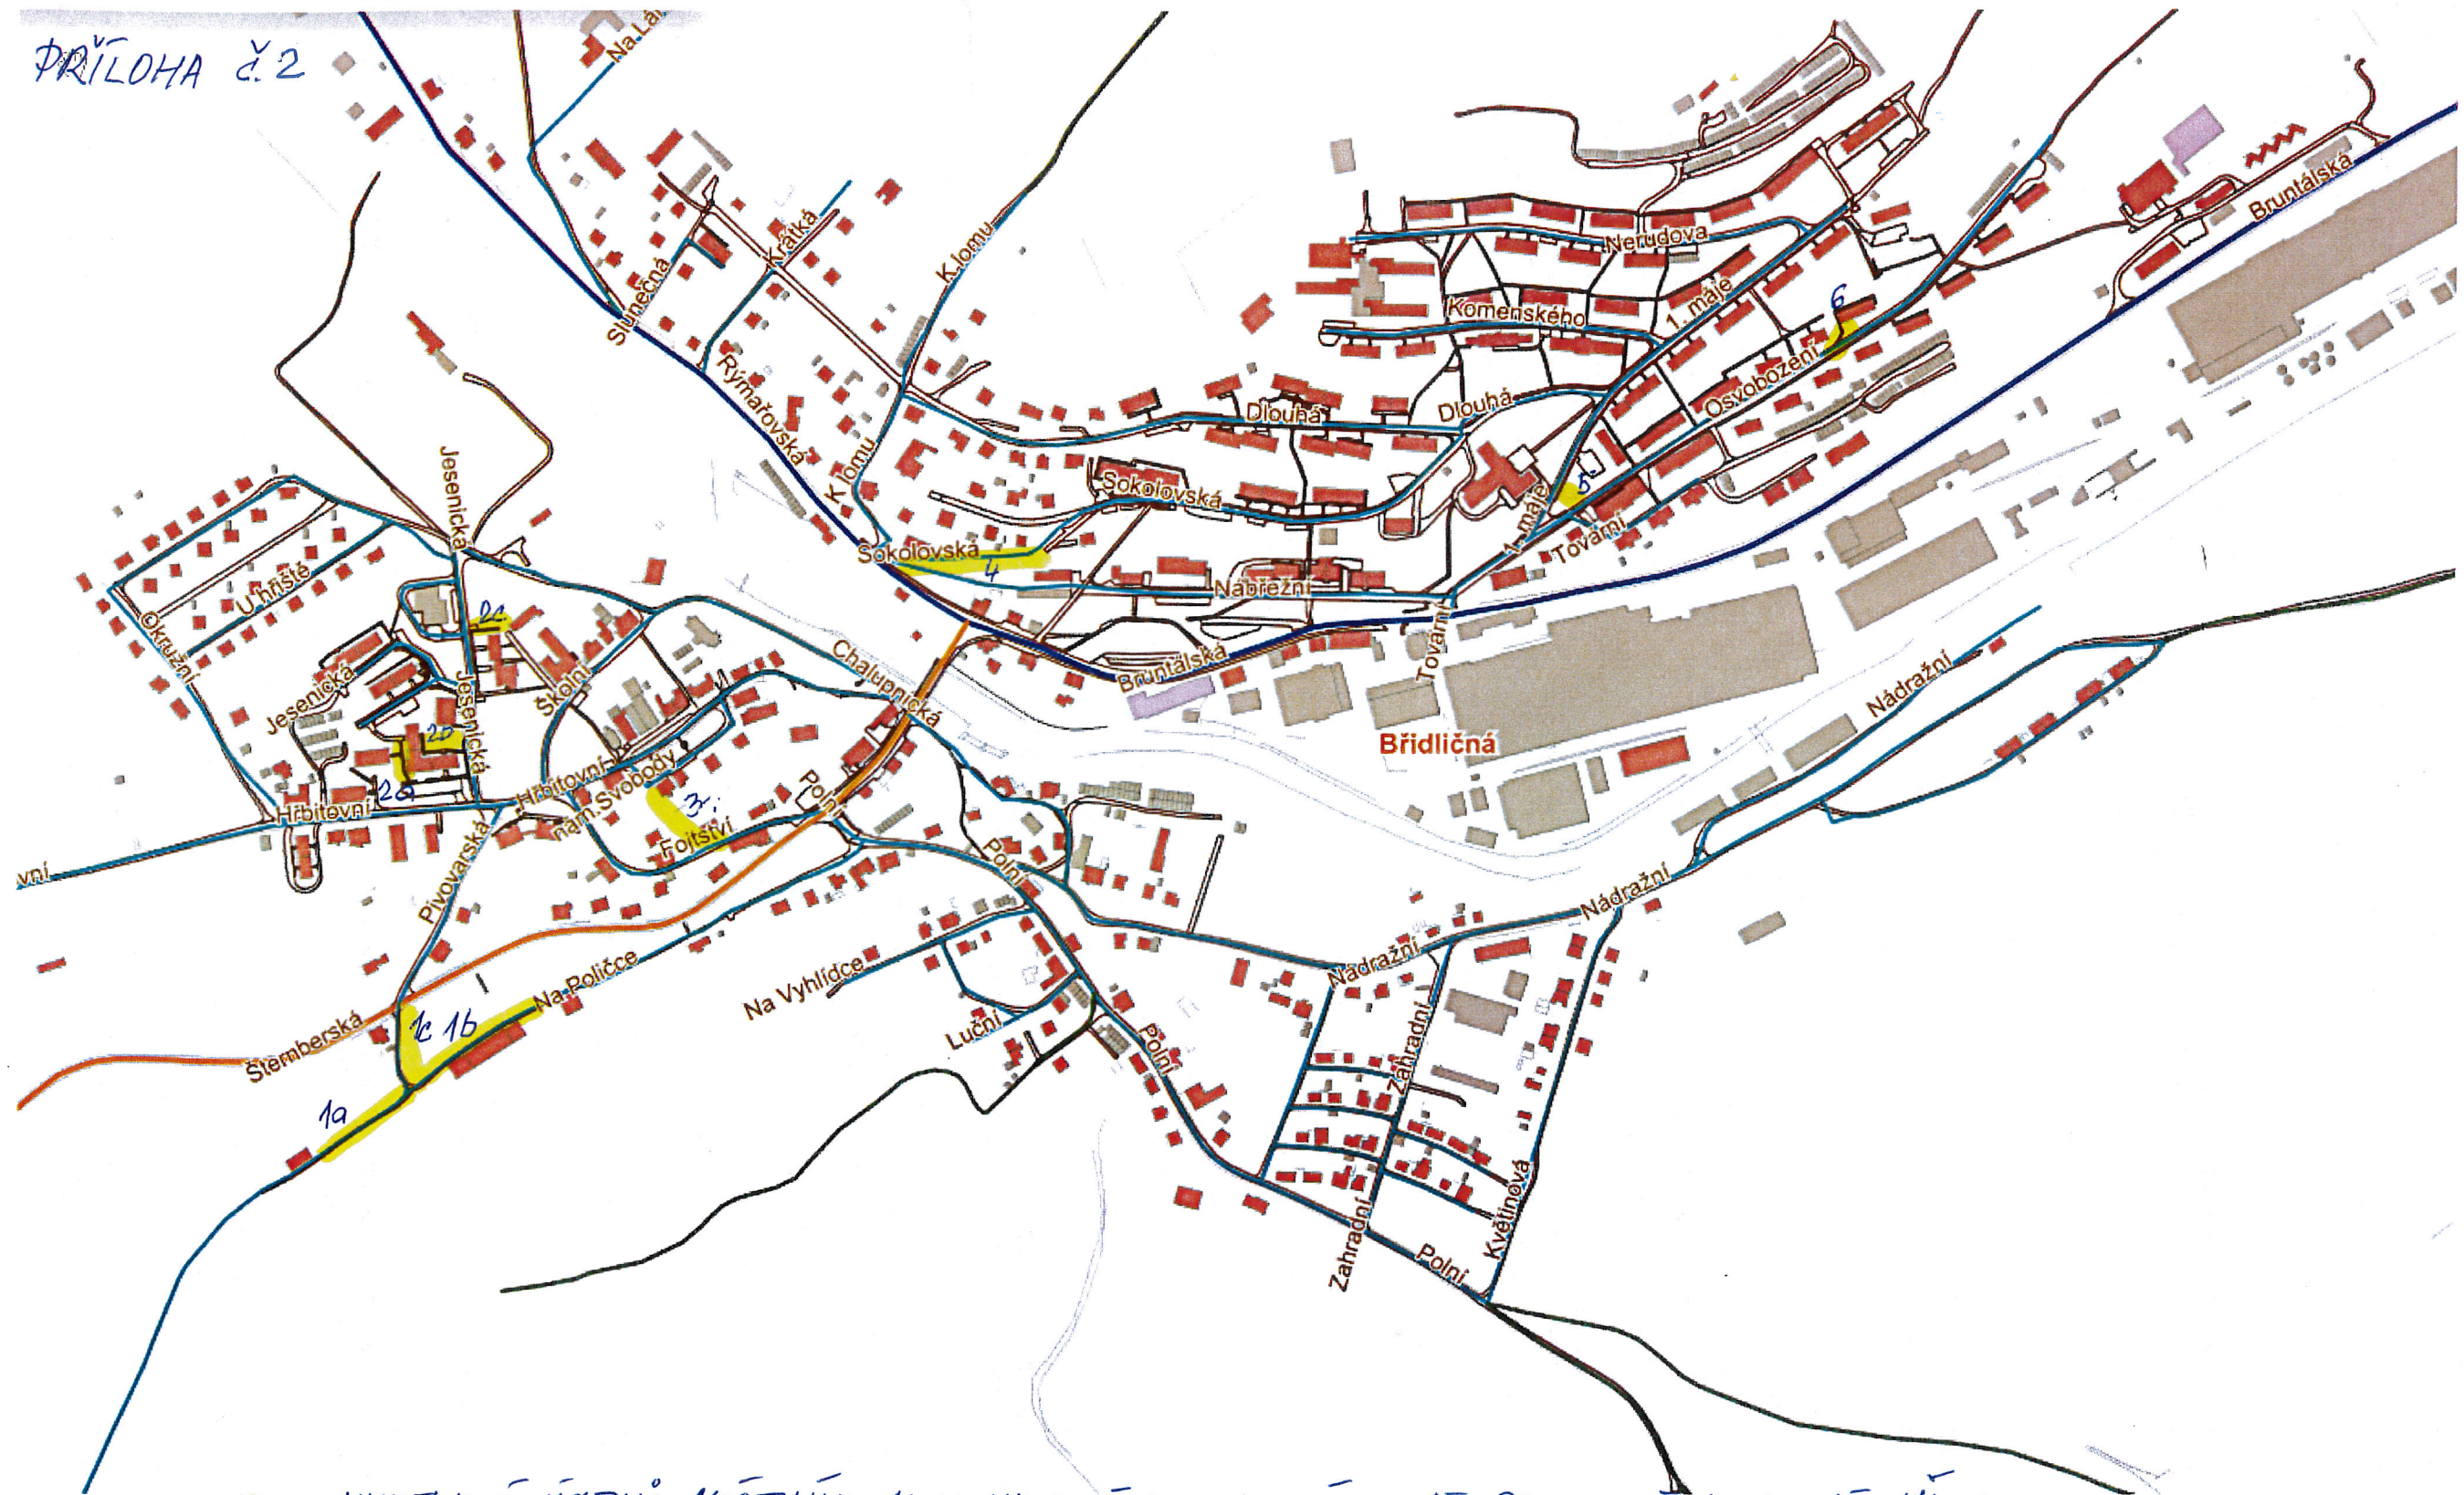 PŘÍLOHA č. 2
Na Lá
Slunečná
Krátká
K lomu
Rýmařovská
K lomu
Nerudova
Komenského
1. máje
6
Osvobození
Bruntálská
Dlouhá
Dlouhá
Sokolovská
Sokolovská
4
5.
1. máje
Tovární
Nábřežní
Tovární
Bruntálská
Jesenická
U hřiště
Okružní
2c.
Jesenická
Jesenická
Školní
Chalupnická
2b
2a
Hřbitovní
Hřbitovní
nám. Svobody
3.
Fojtství
Polní
Břidličná
Nádražní
vní
Pivovarská
Polní
Nádražní
Nádražní
Na Vyhlídce
Na Poličce
Štemberská
1c
1b
1a
Luční
Polní
Zahradní
Zahradní
Květinová
Polní